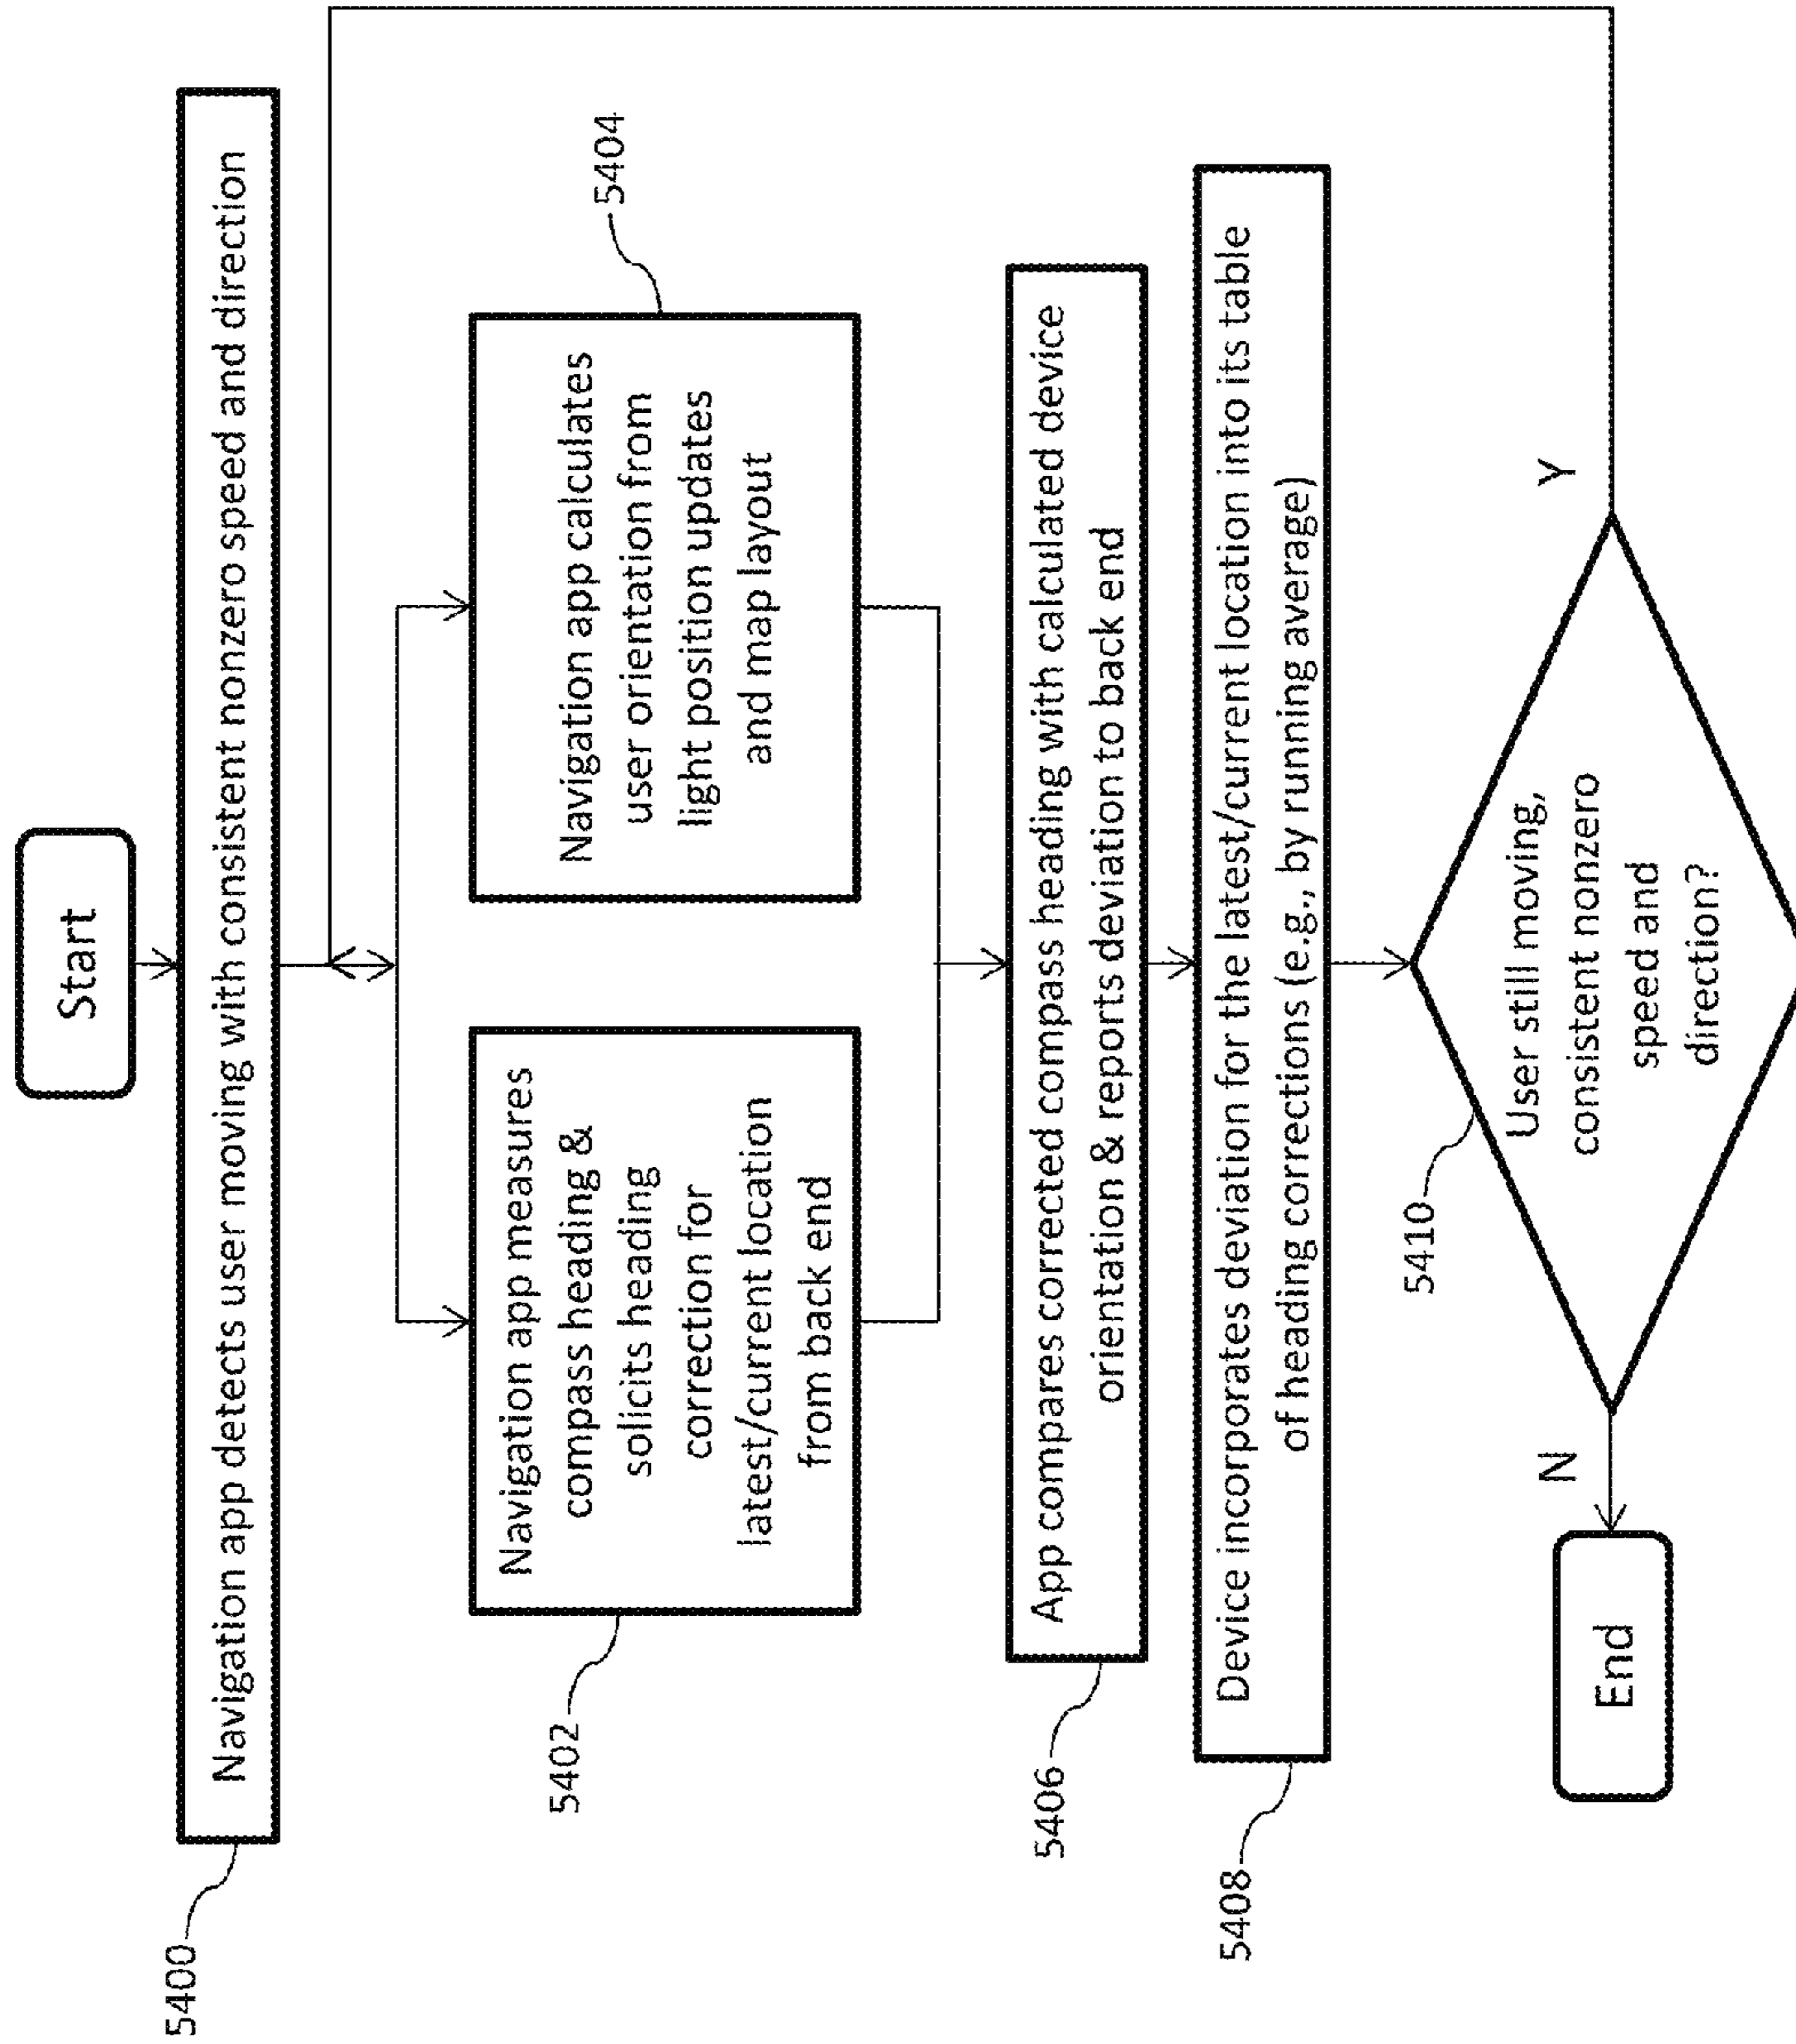 Start
5400
Navigation app detects user moving with consistent nonzero speed and direction
5402
Navigation app measures
compass heading &
solicits heading
correction for
latest/current location
from back end
5404
Navigation app calculates
user orientation from
light position updates
and map layout
5406
App compares corrected compass heading with calculated device
orientation & reports deviation to back end
5408
Device incorporates deviation for the latest/current location into its table
of heading corrections (e.g., by running average)
5410
User still moving,
consistent nonzero
speed and
direction?
N
Y
End